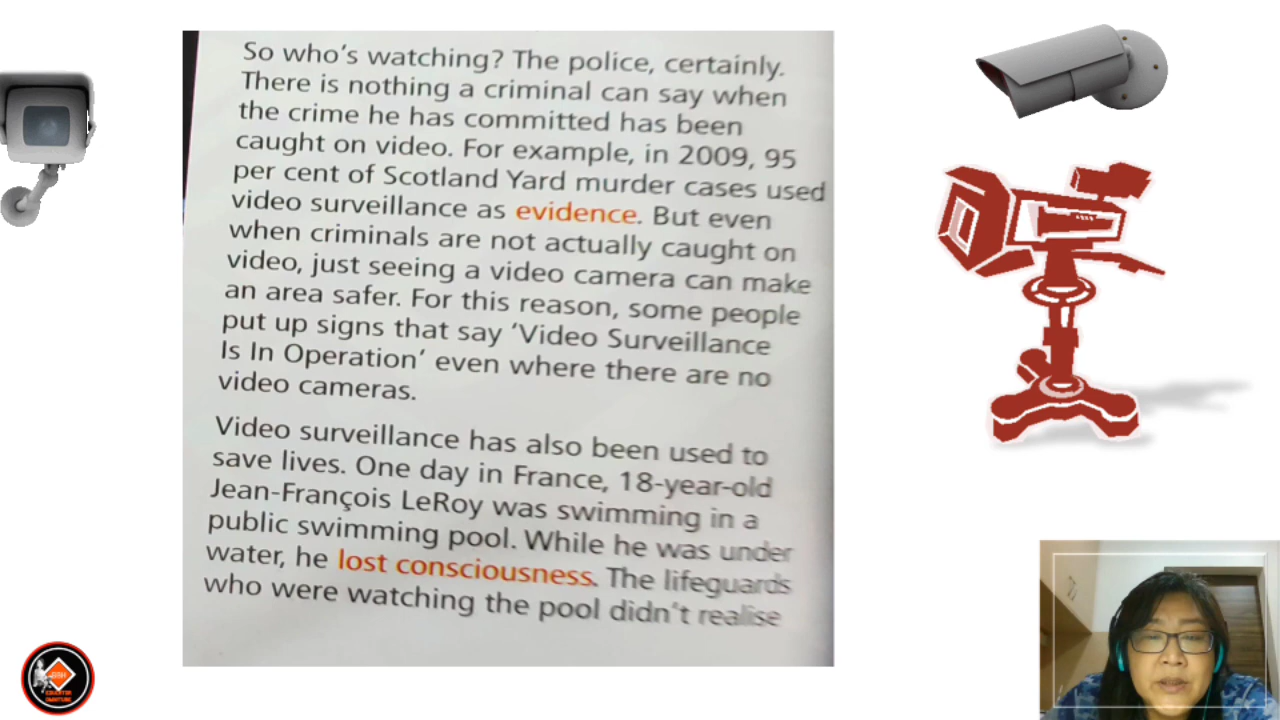 So who's watching? The police, certainly.
There is nothing a criminal can say when
the crime he has committed has been
caught on video. For example, in 2009, 95
per cent of Scotland Yard murder cases used
video surveillance as evidence. But even
when criminals are not actually caught on
video, just seeing a video camera can make
an area safer. For this reason, some people
put up signs that say 'Video Surveillance
Is In Operation' even where there are no
video cameras.
Video surveillance has also been used to
save lives. One day in France, 18-year-old
Jean-François LeRoy was swimming in a
public swimming pool. While he was under
water, he lost consciousness. The lifeguards
who were watching the pool didn't realise